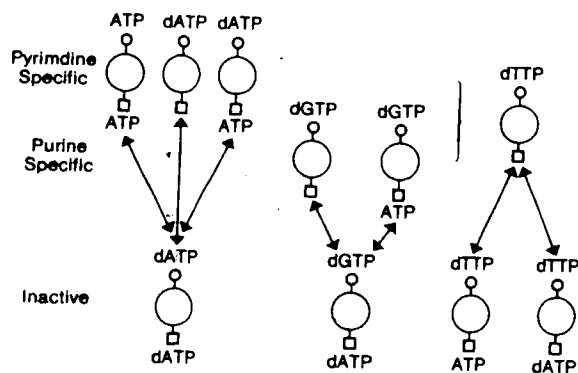 ATP dATP dATP
Pyrimdine
Specific
dTTP
ATP ATP
dGTP dGTP
Purine
Specific
ATP
dATP dGTP dTTP dTTP
Inactive
dATP dATP ATP dATP